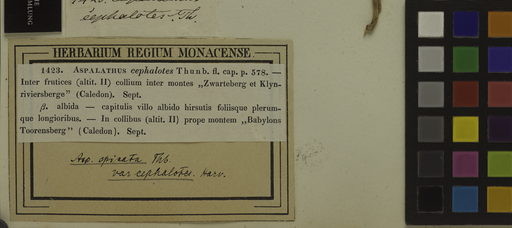 cephalotes Th.
HERBARIUM REGIUM MONACENSE.
1423. ASPALATHUS cephalotes Thunb. fl. cap. p. 578. —
Inter frutices (altit. II) collium inter montes „Zwarteberg et Klyn-
riviersberge" (Caledon). Sept.
β. albida — capitulis villo albido hirsutis foliisque plerum-
que longioribus. — In collibus (altit. II) prope montem „Babylons
Toorensberg" (Caledon). Sept.
Asp. spicata Thb.
var cephalotes. Harv.